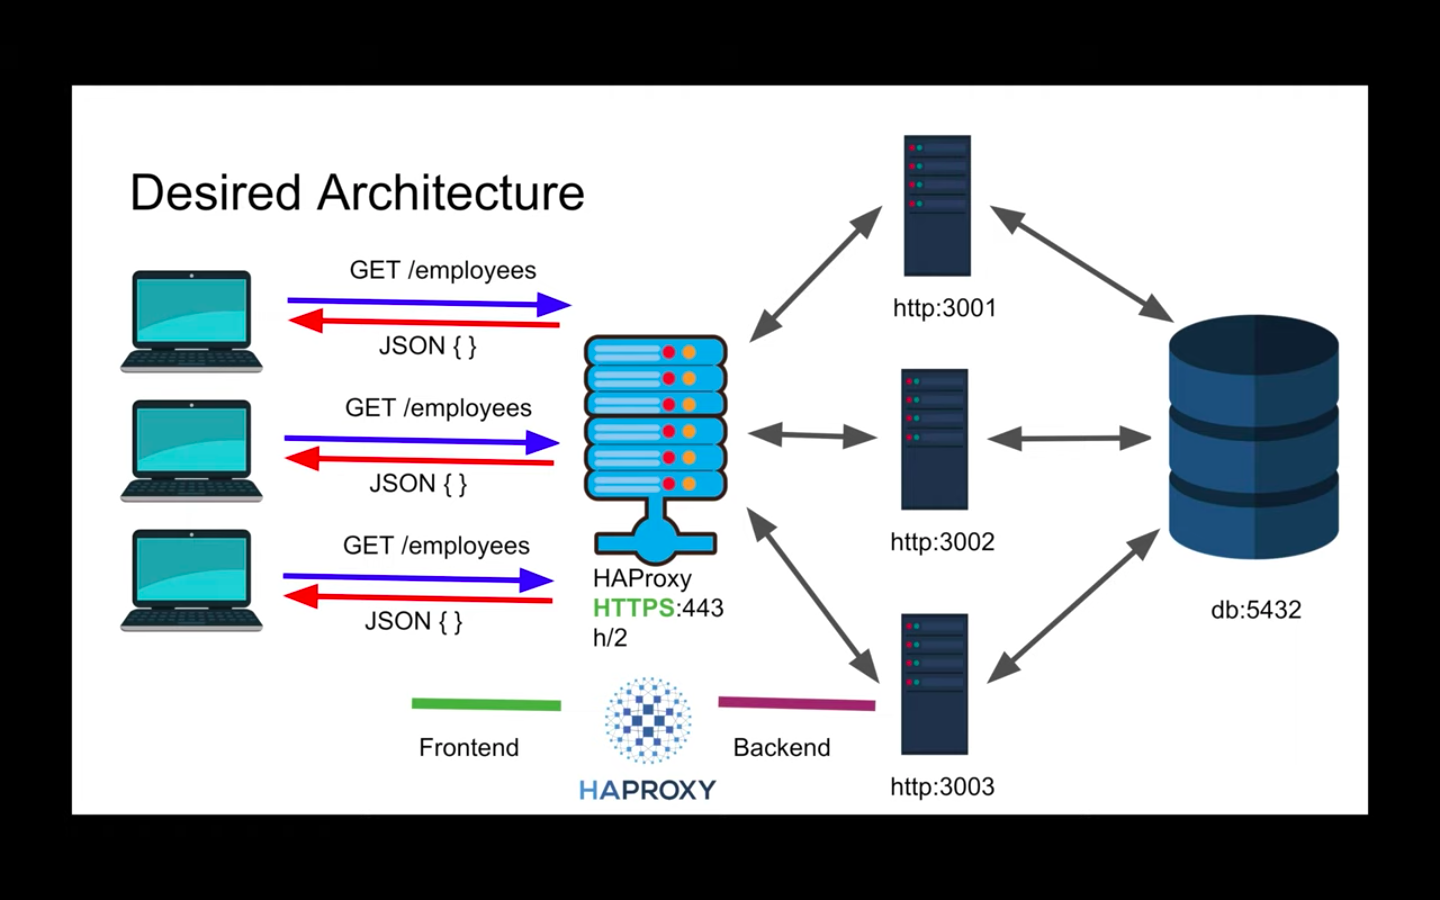 Desired Architecture
GET /employees
JSON { }
GET /employees
JSON { }
GET /employees
JSON { }
HAProxy
HTTPS:443
h/2
http:3001
http:3002
http:3003
db:5432
Frontend
HAPROXY
Backend